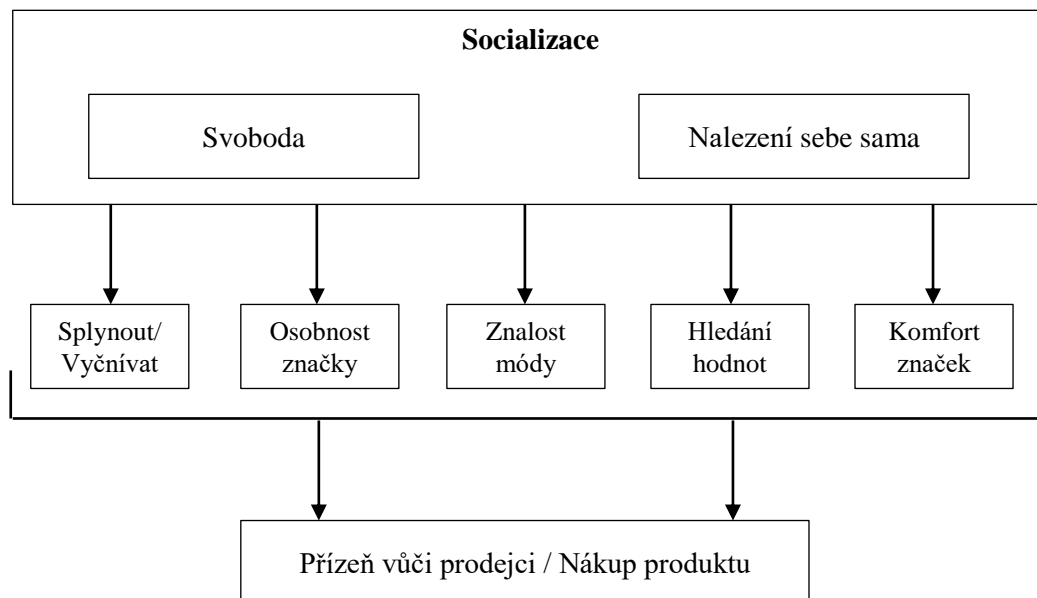 Socializace
Svoboda
Nalezení sebe sama
Splynout/
Vyčnívat
Osobnost
značky
Znalost
módy
Hledání
hodnot
Komfort
značek
Přízeň vůči prodejci / Nákup produktu